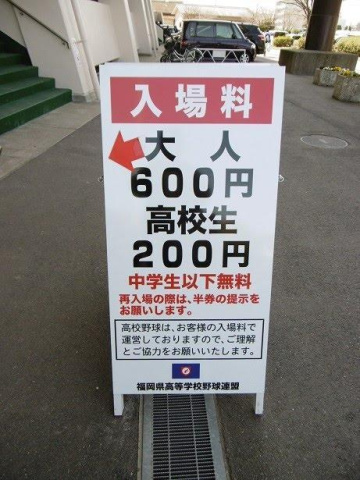 入場料
大人
600円
高校生
200円
中学生以下無料
再入場の際は、半券の提示を
お願いします。
高校野球は、お客様の入場料で
運営しておりますので、ご理解
とご協力をお願いいたします。
福岡県高等学校野球連盟